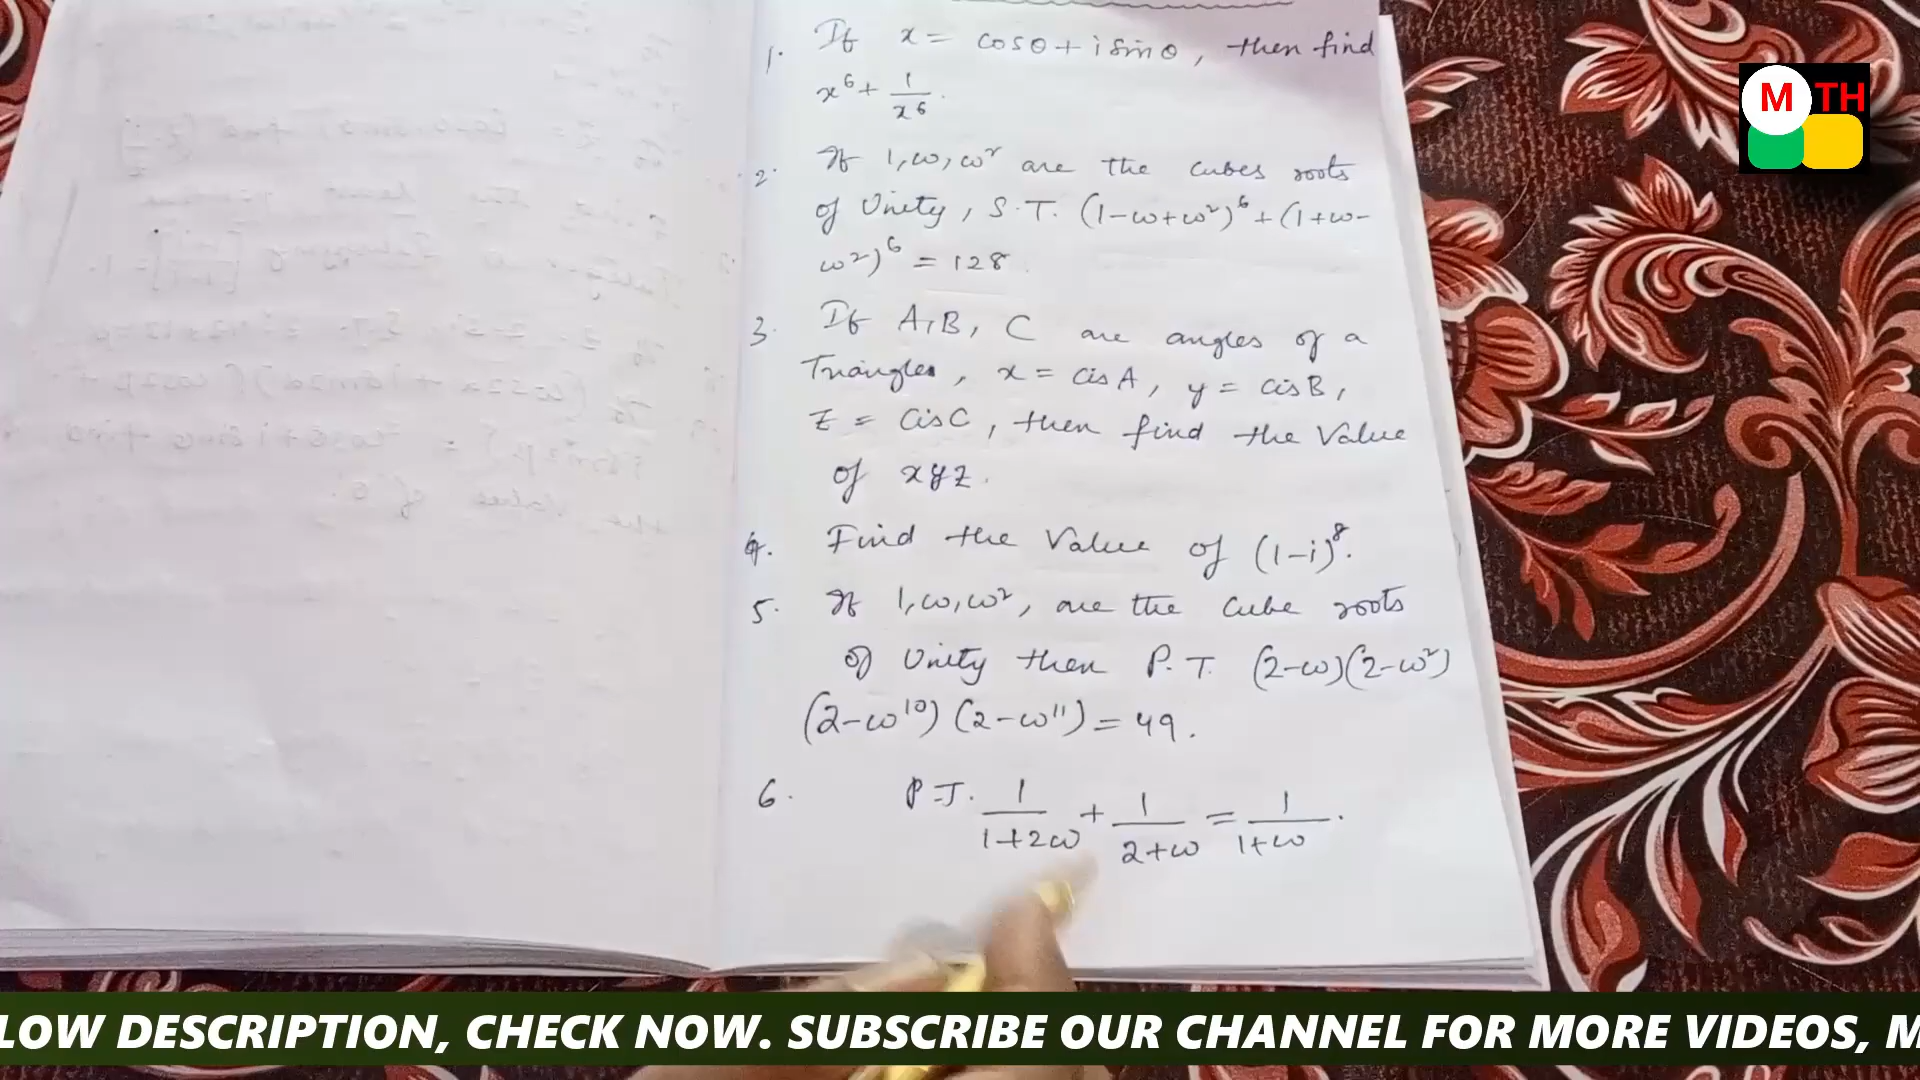 1. If x = cosθ + i sinθ, then find
x⁶ + 1/x⁶.
2. If 1, ω, ω² are the cubes roots
of Unity, S.T. (1-ω+ω²)⁶ + (1+ω-
ω²)⁶ = 128.
3. If A, B, C are angles of a
Triangles, x = cisA, y = cisB,
z = cisC, then find the Value
of xyz.
4. Find the Value of (1-i)⁸.
5. If 1, ω, ω², are the cube roots
of Unity then P.T. (2-ω)(2-ω²)
(2-ω¹⁰) (2-ω¹¹) = 49.
6. P.T. 1/(1+2ω) + 1/(2+ω) = 1/(1+ω).
M TH
LOW DESCRIPTION, CHECK NOW. SUBSCRIBE OUR CHANNEL FOR MORE VIDEOS, M